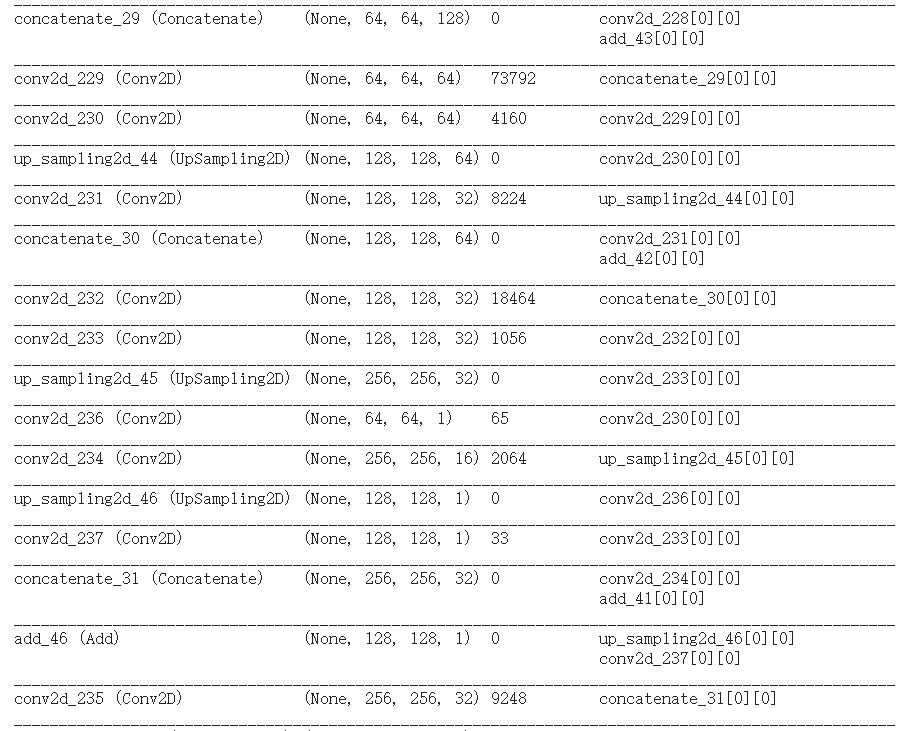 concatenate_29 (Concatenate) (None, 64, 64, 128) 0 conv2d_228[0][0]
add_43[0][0]
conv2d_229 (Conv2D) (None, 64, 64, 64) 73792 concatenate_29[0][0]
conv2d_230 (Conv2D) (None, 64, 64, 64) 4160 conv2d_229[0][0]
up_sampling2d_44 (UpSampling2D) (None, 128, 128, 64) 0 conv2d_230[0][0]
conv2d_231 (Conv2D) (None, 128, 128, 32) 8224 up_sampling2d_44[0][0]
concatenate_30 (Concatenate) (None, 128, 128, 64) 0 conv2d_231[0][0]
add_42[0][0]
conv2d_232 (Conv2D) (None, 128, 128, 32) 18464 concatenate_30[0][0]
conv2d_233 (Conv2D) (None, 128, 128, 32) 1056 conv2d_232[0][0]
up_sampling2d_45 (UpSampling2D) (None, 256, 256, 32) 0 conv2d_233[0][0]
conv2d_236 (Conv2D) (None, 64, 64, 1) 65 conv2d_230[0][0]
conv2d_234 (Conv2D) (None, 256, 256, 16) 2064 up_sampling2d_45[0][0]
up_sampling2d_46 (UpSampling2D) (None, 128, 128, 1) 0 conv2d_236[0][0]
conv2d_237 (Conv2D) (None, 128, 128, 1) 33 conv2d_233[0][0]
concatenate_31 (Concatenate) (None, 256, 256, 32) 0 conv2d_234[0][0]
add_41[0][0]
add_46 (Add) (None, 128, 128, 1) 0 up_sampling2d_46[0][0]
conv2d_237[0][0]
conv2d_235 (Conv2D) (None, 256, 256, 32) 9248 concatenate_31[0][0]